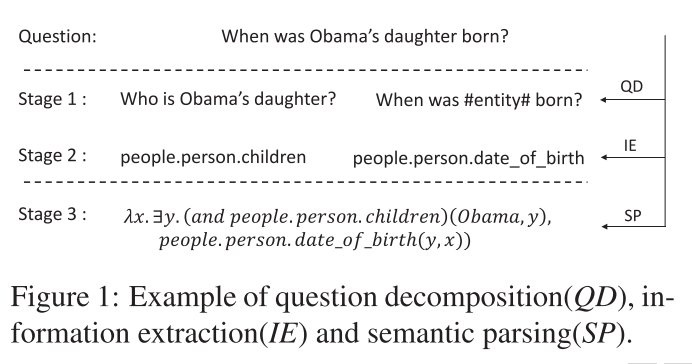 Question: When was Obama's daughter born?
Stage 1 : Who is Obama's daughter? When was #entity# born? QD
Stage 2 : people.person.children people.person.date_of_birth IE
Stage 3 : λx.∃y.(and people.person.children)(Obama, y), SP
people.person.date_of_birth(y, x))
Figure 1: Example of question decomposition(QD), in-
formation extraction(IE) and semantic parsing(SP).